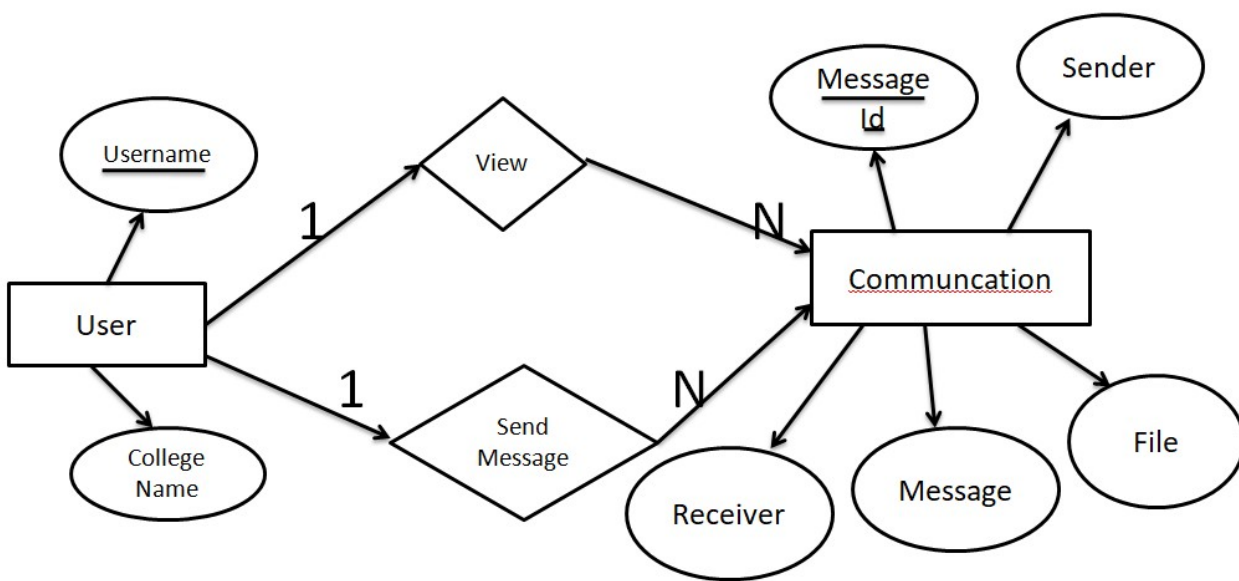 Username
User
College
Name
1
View
N
1
Send
Message
N
Message
Id
Sender
Communcation
Receiver
Message
File